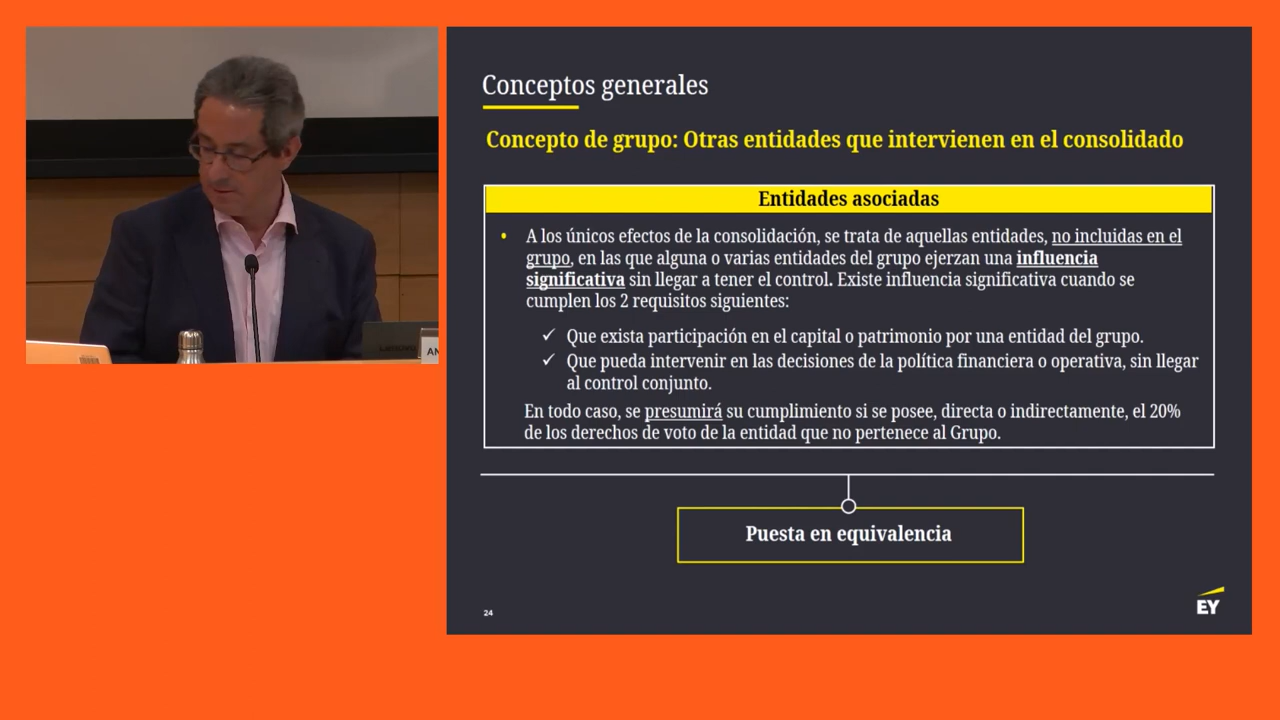 Conceptos generales
Concepto de grupo: Otras entidades que intervienen en el consolidado
Entidades asociadas
• A los únicos efectos de la consolidación, se trata de aquellas entidades, no incluidas en el
grupo, en las que alguna o varias entidades del grupo ejerzan una influencia
significativa sin llegar a tener el control. Existe influencia significativa cuando se
cumplen los 2 requisitos siguientes:
✓ Que exista participación en el capital o patrimonio por una entidad del grupo.
✓ Que pueda intervenir en las decisiones de la política financiera o operativa, sin llegar
al control conjunto.
En todo caso, se presumirá su cumplimiento si se posee, directa o indirectamente, el 20%
de los derechos de voto de la entidad que no pertenece al Grupo.
Puesta en equivalencia
24
EY
Lenovo
AN